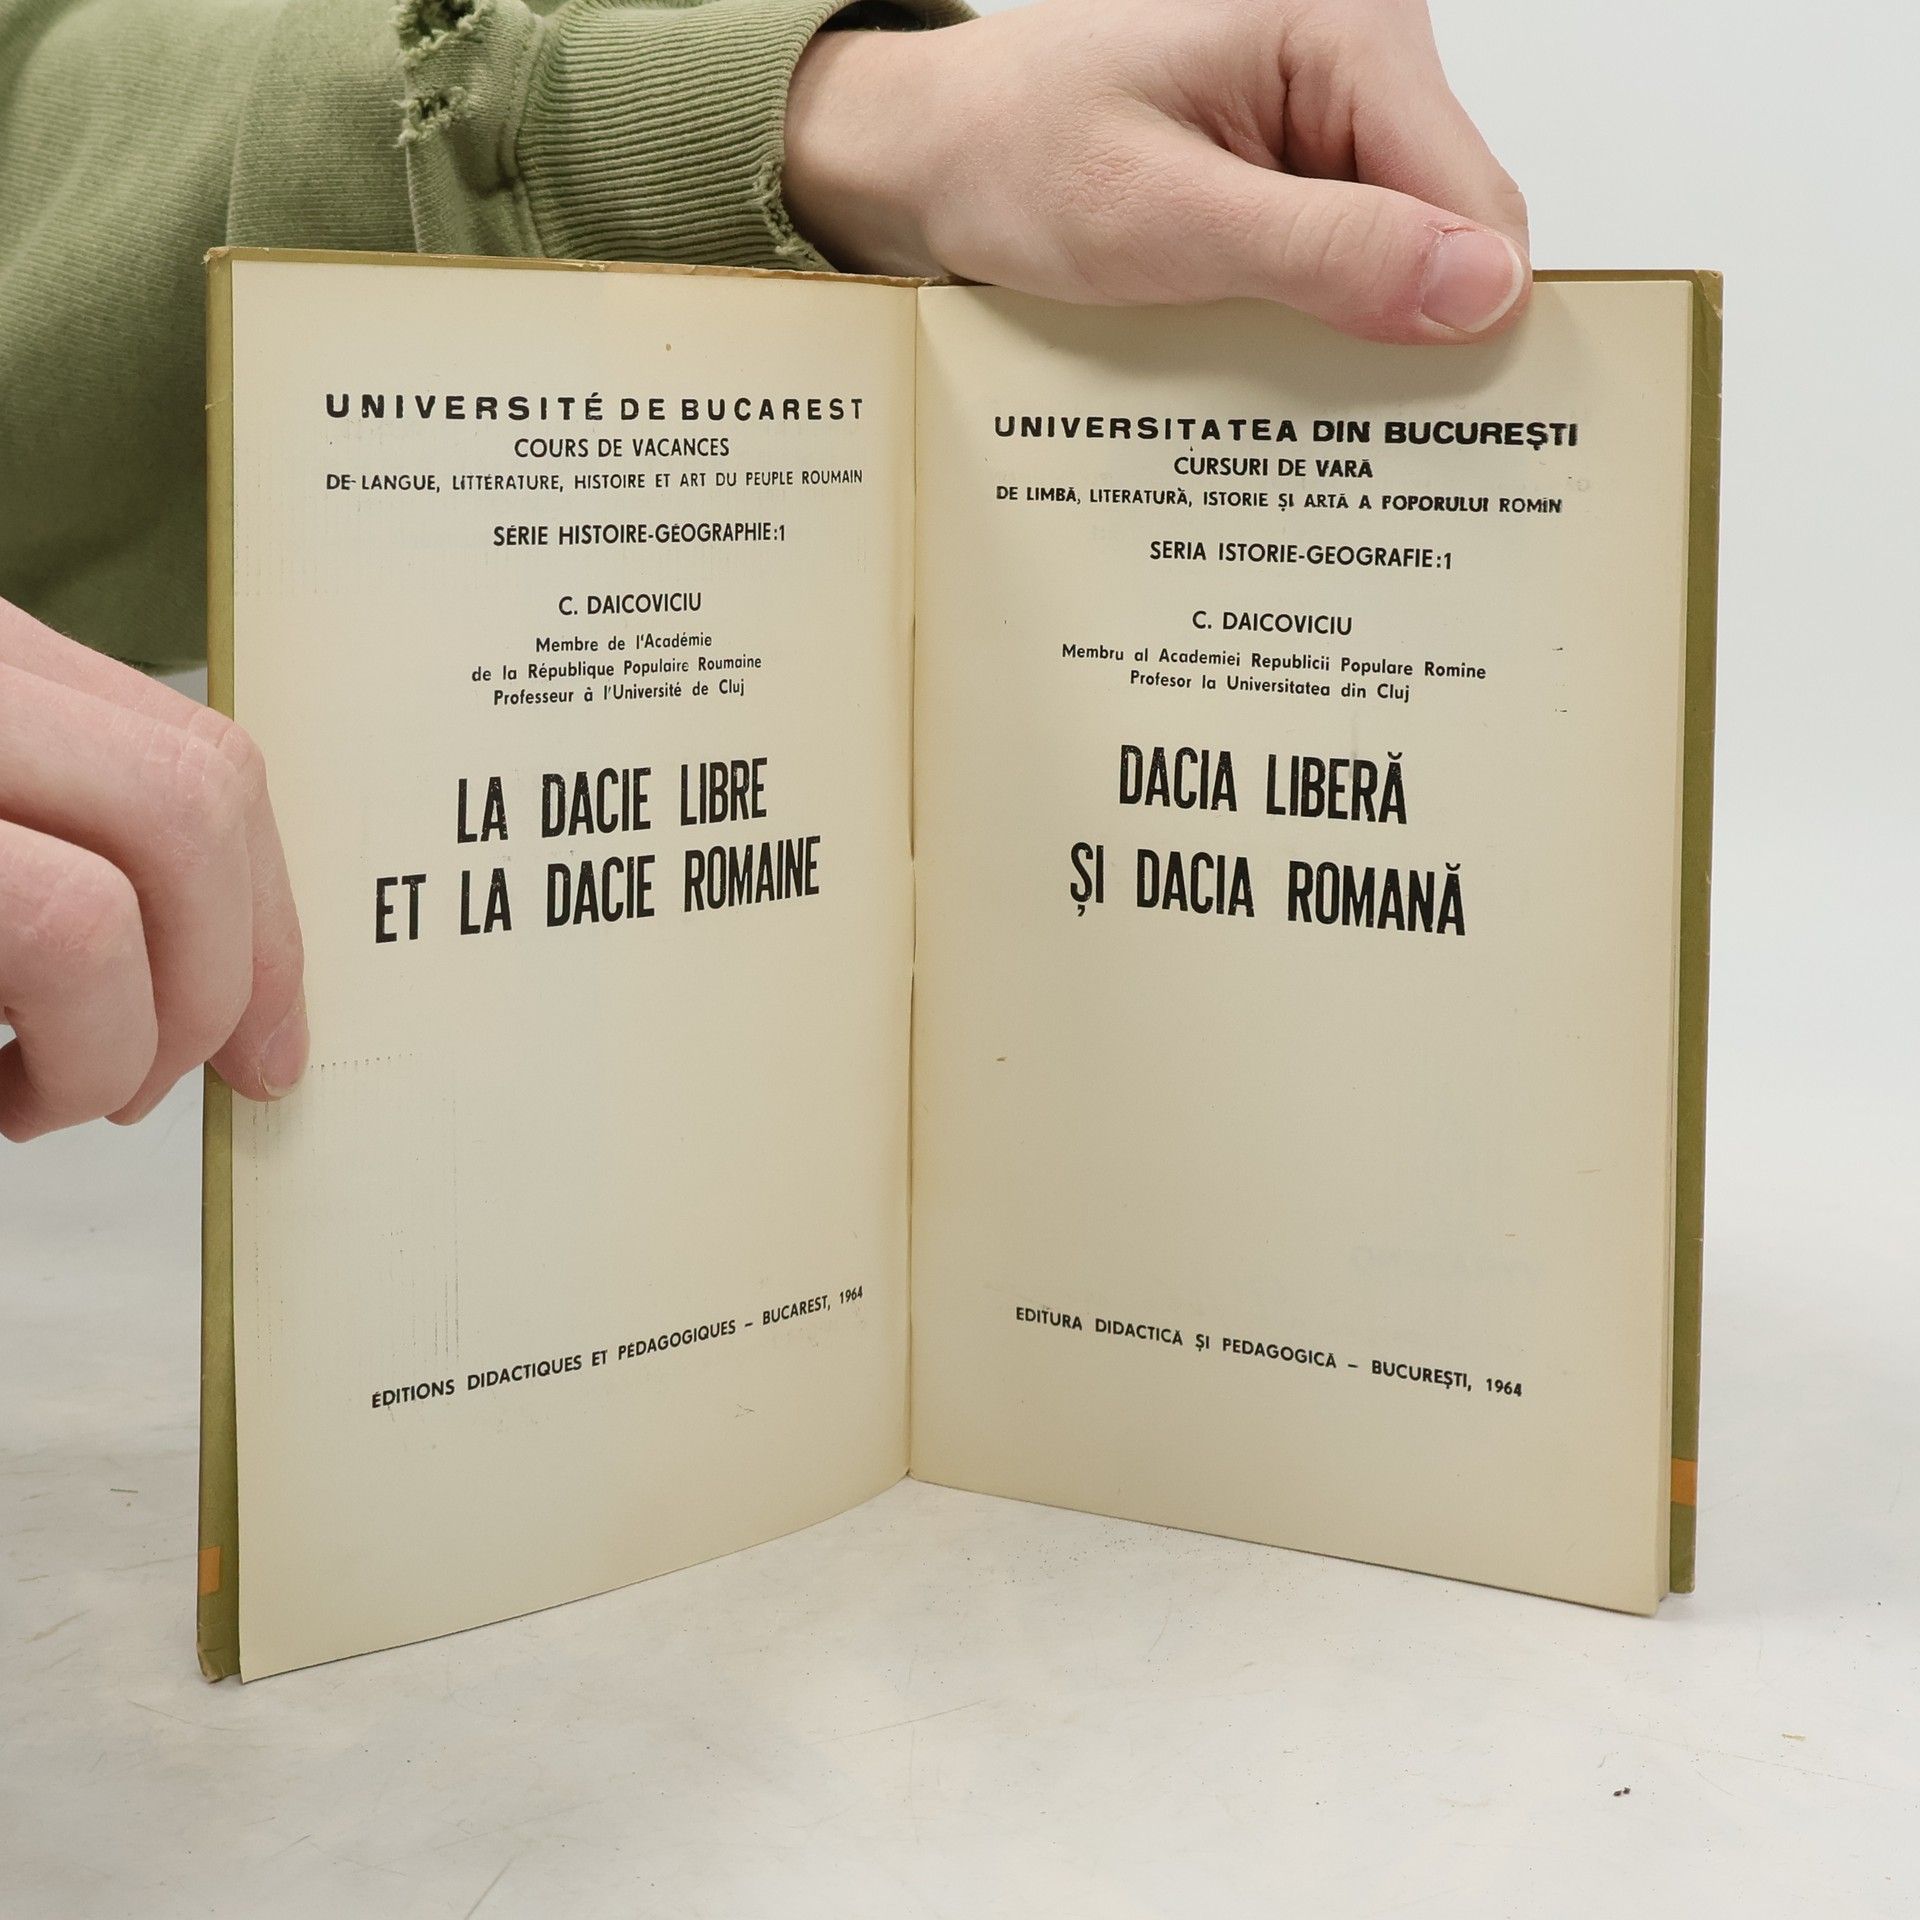 UNIVERSITÉ DE BUCAREST
COURS DE VACANCES
DE-LANGUE, LITTÉRATURE, HISTOIRE ET ART DU PEUPLE ROUMAIN
SÉRIE HISTOIRE-GÉOGRAPHIE:1
C. DAICOVICIU
Membre de l'Académie
de la République Populaire Roumaine
Professeur à l'Université de Cluj
LA DACIE LIBRE
ET LA DACIE ROMAINE
ÉDITIONS DIDACTIQUES ET PÉDAGOGIQUES – BUCAREST, 1964
UNIVERSITATEA DIN BUCUREȘTI
CURSURI DE VARĂ
DE LIMBĂ, LITERATURĂ, ISTORIE ȘI ARTĂ A POPORULUI ROMÎN
SERIA ISTORIE-GEOGRAFIE:1
C. DAICOVICIU
Membru al Academiei Republicii Populare Romine
Profesor la Universitatea din Cluj
DACIA LIBERĂ
ȘI DACIA ROMANĂ
EDITURA DIDACTICĂ ȘI PEDAGOGICĂ – BUCUREȘTI, 1964